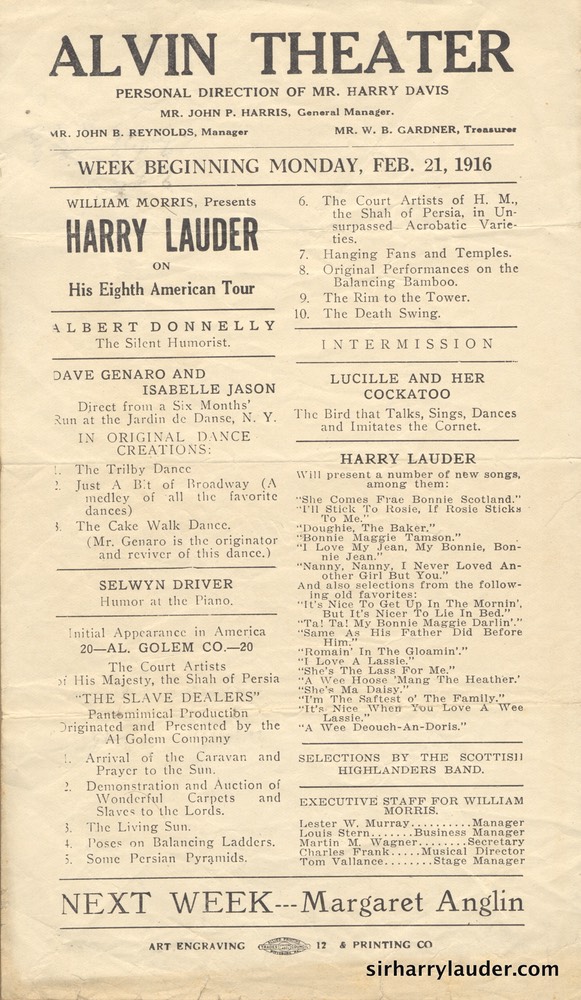 ALVIN THEATER
PERSONAL DIRECTION OF MR. HARRY DAVIS
MR. JOHN P. HARRIS, General Manager.
MR. JOHN B. REYNOLDS, Manager
MR. W. B. GARDNER, Treasurer
WEEK BEGINNING MONDAY, FEB. 21, 1916
WILLIAM MORRIS, Presents
HARRY LAUDER
ON
His Eighth American Tour
ALBERT DONNELLY
The Silent Humorist.
DAVE GENARO AND
ISABELLE JASON
Direct from a Six Months'
Run at the Jardin de Danse, N. Y.
IN ORIGINAL DANCE
CREATIONS:
1. The Trilby Dance
2. Just A Bit of Broadway (A
medley of all the favorite
dances)
3. The Cake Walk Dance.
(Mr. Genaro is the originator
and reviver of this dance.)
SELWYN DRIVER
Humor at the Piano.
Initial Appearance in America
20—AL. GOLEM CO.—20
The Court Artists
of His Majesty, the Shah of Persia
"THE SLAVE DEALERS"
Pantomimical Production
Originated and Presented by the
Al Golem Company
1. Arrival of the Caravan and
Prayer to the Sun.
2. Demonstration and Auction of
Wonderful Carpets and
Slaves to the Lords.
3. The Living Sun.
4. Poses on Balancing Ladders.
5. Some Persian Pyramids.
6. The Court Artists of H. M.,
the Shah of Persia, in Un-
surpassed Acrobatic Varie-
ties.
7. Hanging Fans and Temples.
8. Original Performances on the
Balancing Bamboo.
9. The Rim to the Tower.
10. The Death Swing.
INTERMISSION
LUCILLE AND HER
COCKATOO
The Bird that Talks, Sings, Dances
and Imitates the Cornet.
HARRY LAUDER
Will present a number of new songs,
among them:
"She Comes Frae Bonnie Scotland."
"I'll Stick To Rosie, If Rosie Sticks
To Me."
"Doughie, The Baker."
"Bonnie Maggie Tamson."
"I Love My Jean, My Bonnie, Bon-
nie Jean."
"Nanny, Nanny, I Never Loved An-
other Girl But You."
And also selections from the follow-
ing old favorites:
"It's Nice To Get Up In The Mornin',
But It's Nicer To Lie In Bed."
"Ta! Ta! My Bonnie Maggie Darlin'."
"Same As His Father Did Before
Him."
"Romain' In The Gloamin'."
"I Love A Lassie."
"She's The Lass For Me."
"A Wee Hoose 'Mang The Heather.'
"She's Ma Daisy."
"I'm The Saftest o' The Family."
"It's Nice When You Love A Wee
Lassie."
"A Wee Deouch-An-Doris."
SELECTIONS BY THE SCOTTISH
HIGHLANDERS BAND.
EXECUTIVE STAFF FOR WILLIAM
MORRIS.
Lester W. Murray..........Manager
Louis Stern.......Business Manager
Martin M. Wagner........Secretary
Charles Frank.....Musical Director
Tom Vallance........Stage Manager
NEXT WEEK---Margaret Anglin
ART ENGRAVING 12 & PRINTING CO
sirharrylauder.com